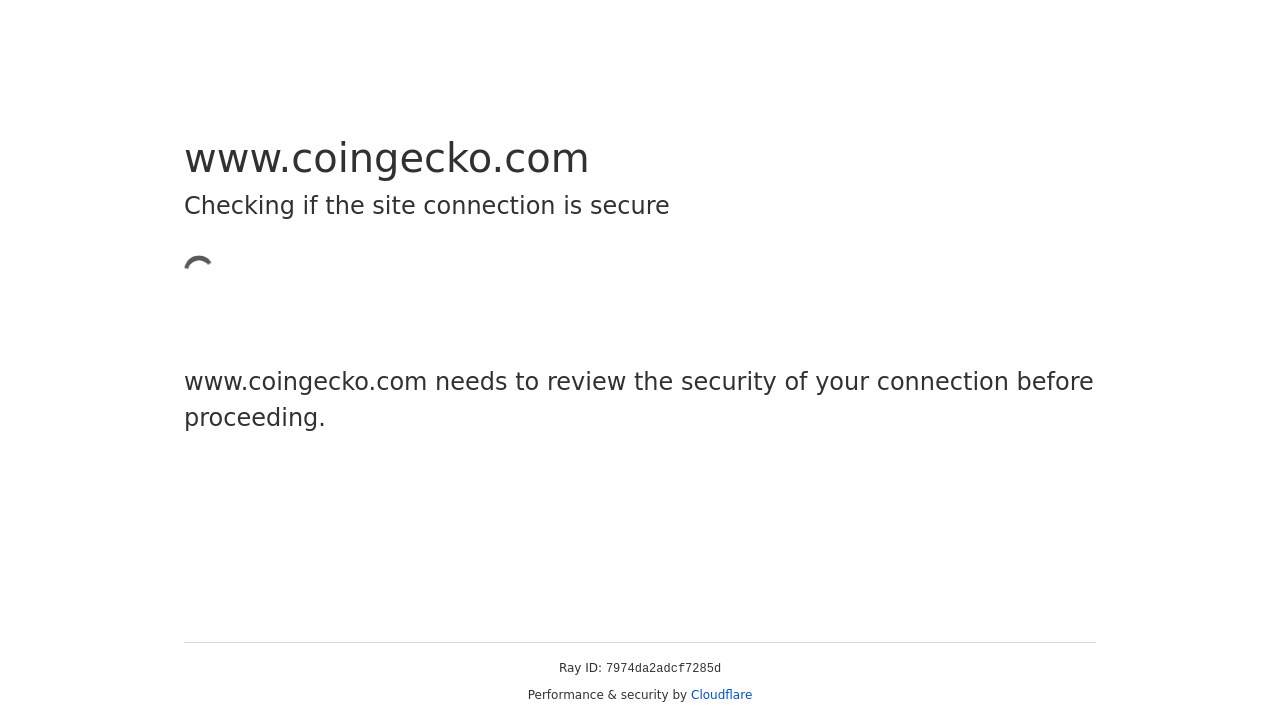 www.coingecko.com
Checking if the site connection is secure
www.coingecko.com needs to review the security of your connection before
proceeding.
Ray ID: 7974da2adcf7285d
Performance & security by Cloudflare